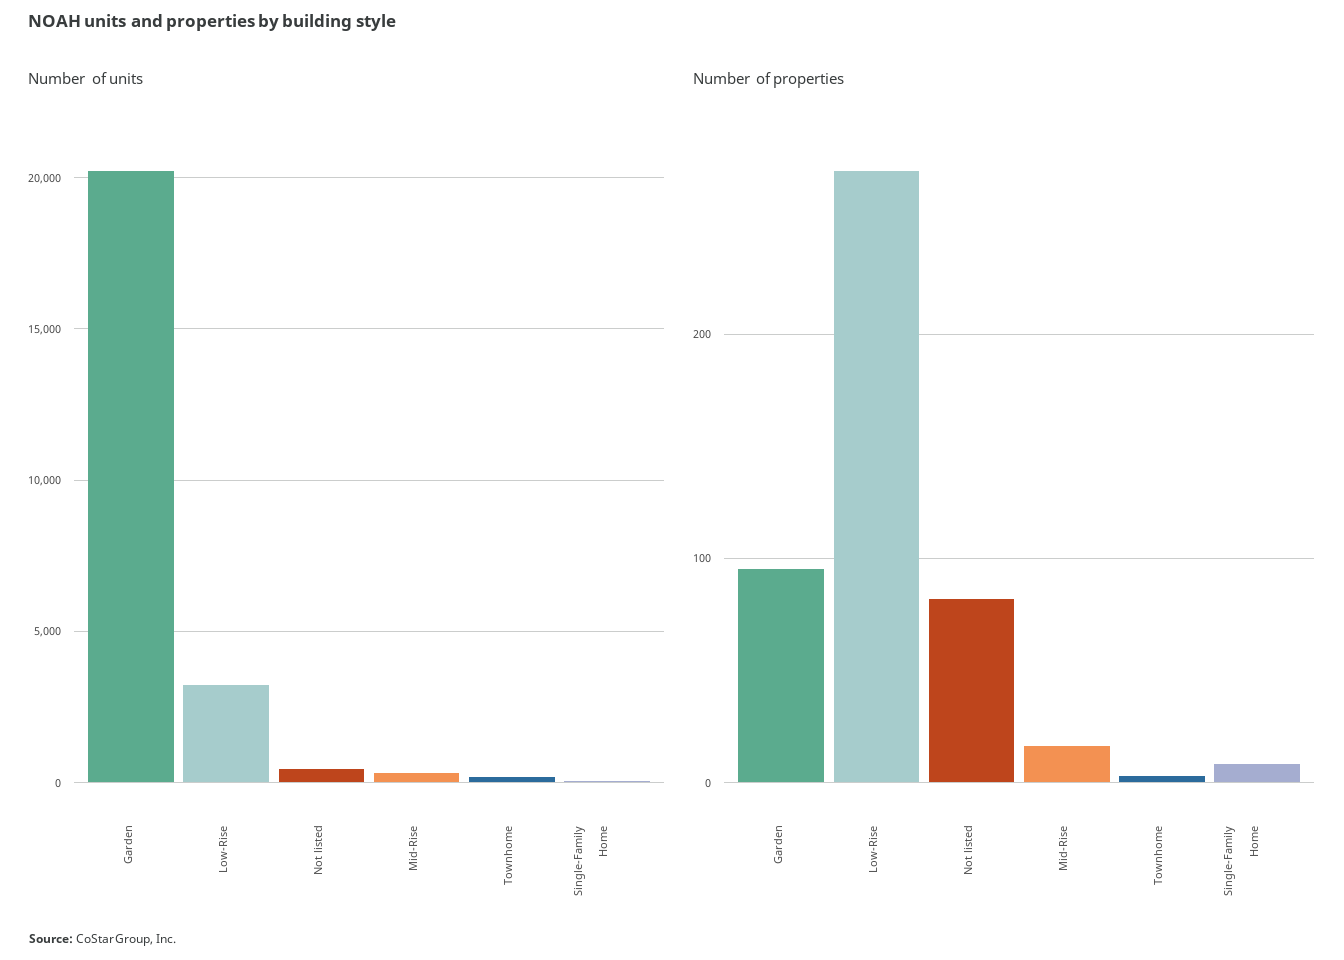 NOAH units and properties by building style
Number of units
20,000
15,000
10,000
5,000
0
Garden
Low-Rise
Not listed
Mid-Rise
Townhome
Single-Family
Home
Number of properties
200
100
0
Garden
Low-Rise
Not listed
Mid-Rise
Townhome
Single-Family
Home
Source: CoStar Group, Inc.